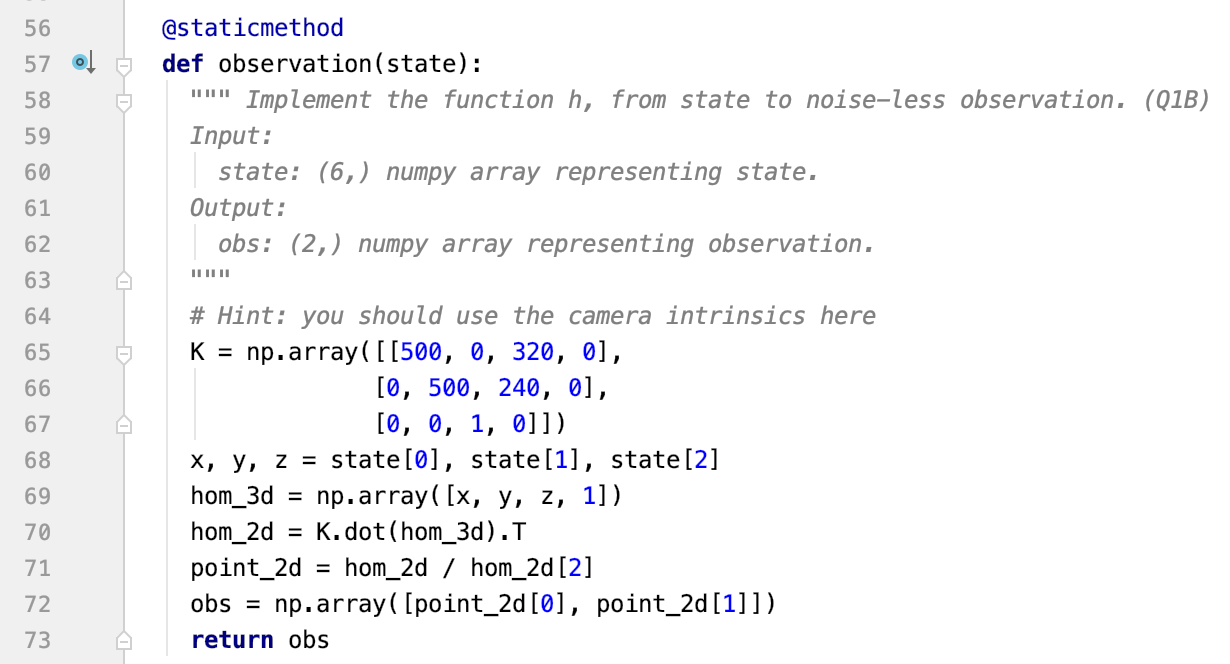 56 @staticmethod
57 def observation(state):
58 """ Implement the function h, from state to noise-less observation. (Q1B)
59 Input:
60 state: (6,) numpy array representing state.
61 Output:
62 obs: (2,) numpy array representing observation.
63 """
64 # Hint: you should use the camera intrinsics here
65 K = np.array([[500, 0, 320, 0],
66 [0, 500, 240, 0],
67 [0, 0, 1, 0]])
68 x, y, z = state[0], state[1], state[2]
69 hom_3d = np.array([x, y, z, 1])
70 hom_2d = K.dot(hom_3d).T
71 point_2d = hom_2d / hom_2d[2]
72 obs = np.array([point_2d[0], point_2d[1]])
73 return obs